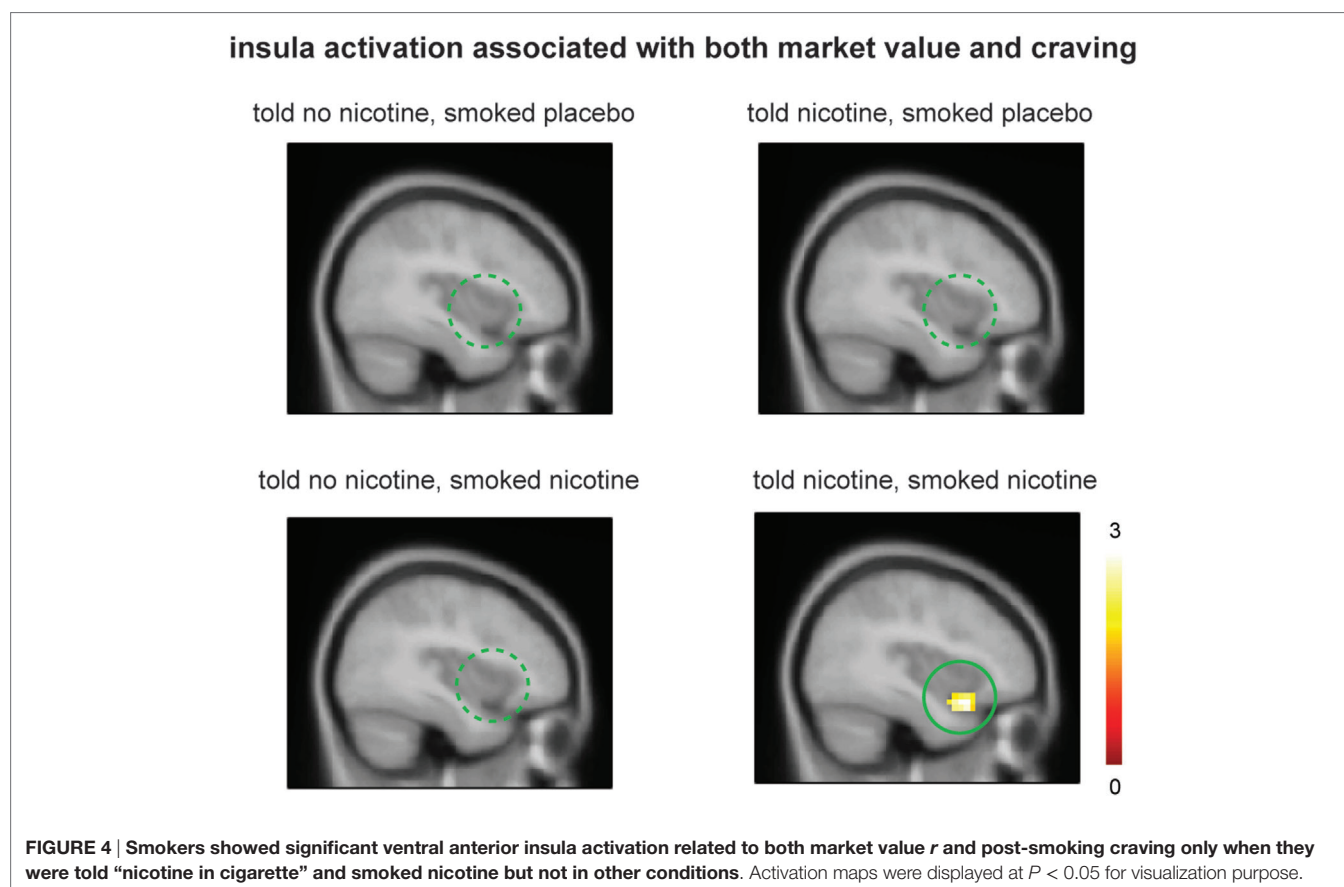 insula activation associated with both market value and craving
told no nicotine, smoked placebo
told nicotine, smoked placebo
told no nicotine, smoked nicotine
told nicotine, smoked nicotine
3
0
FIGURE 4 | Smokers showed significant ventral anterior insula activation related to both market value r and post-smoking craving only when they
were told “nicotine in cigarette” and smoked nicotine but not in other conditions. Activation maps were displayed at P < 0.05 for visualization purpose.